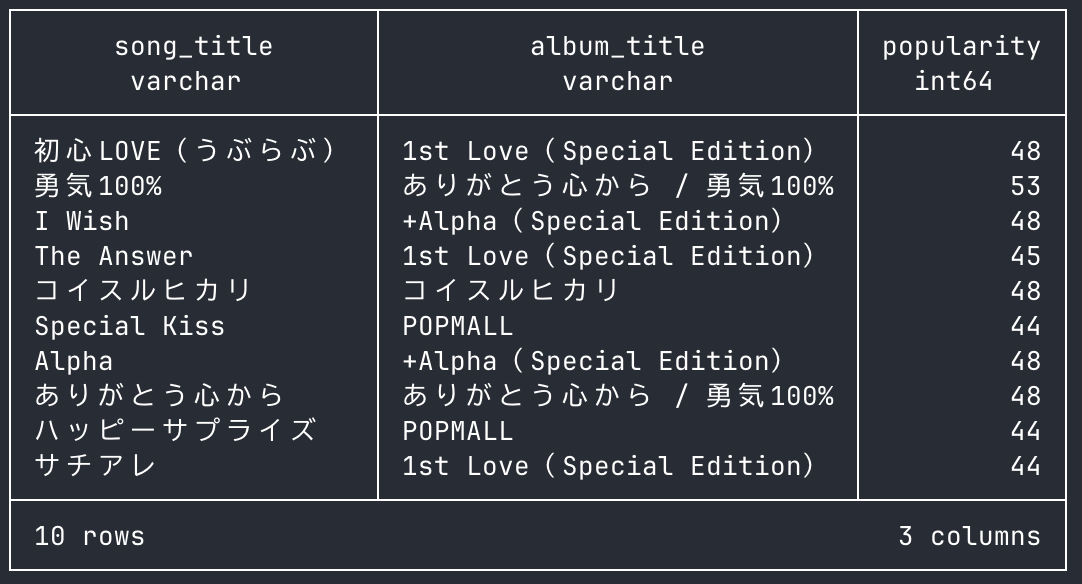 song_title album_title popularity
varchar varchar int64
初心LOVE（うぶらぶ） 1st Love（Special Edition） 48
勇気100% ありがとう心から / 勇気100% 53
I Wish +Alpha（Special Edition） 48
The Answer 1st Love（Special Edition） 45
コイスルヒカリ コイスルヒカリ 48
Special Kiss POPMALL 44
Alpha +Alpha（Special Edition） 48
ありがとう心から ありがとう心から / 勇気100% 48
ハッピーサプライズ POPMALL 44
サチアレ 1st Love（Special Edition） 44
10 rows 3 columns